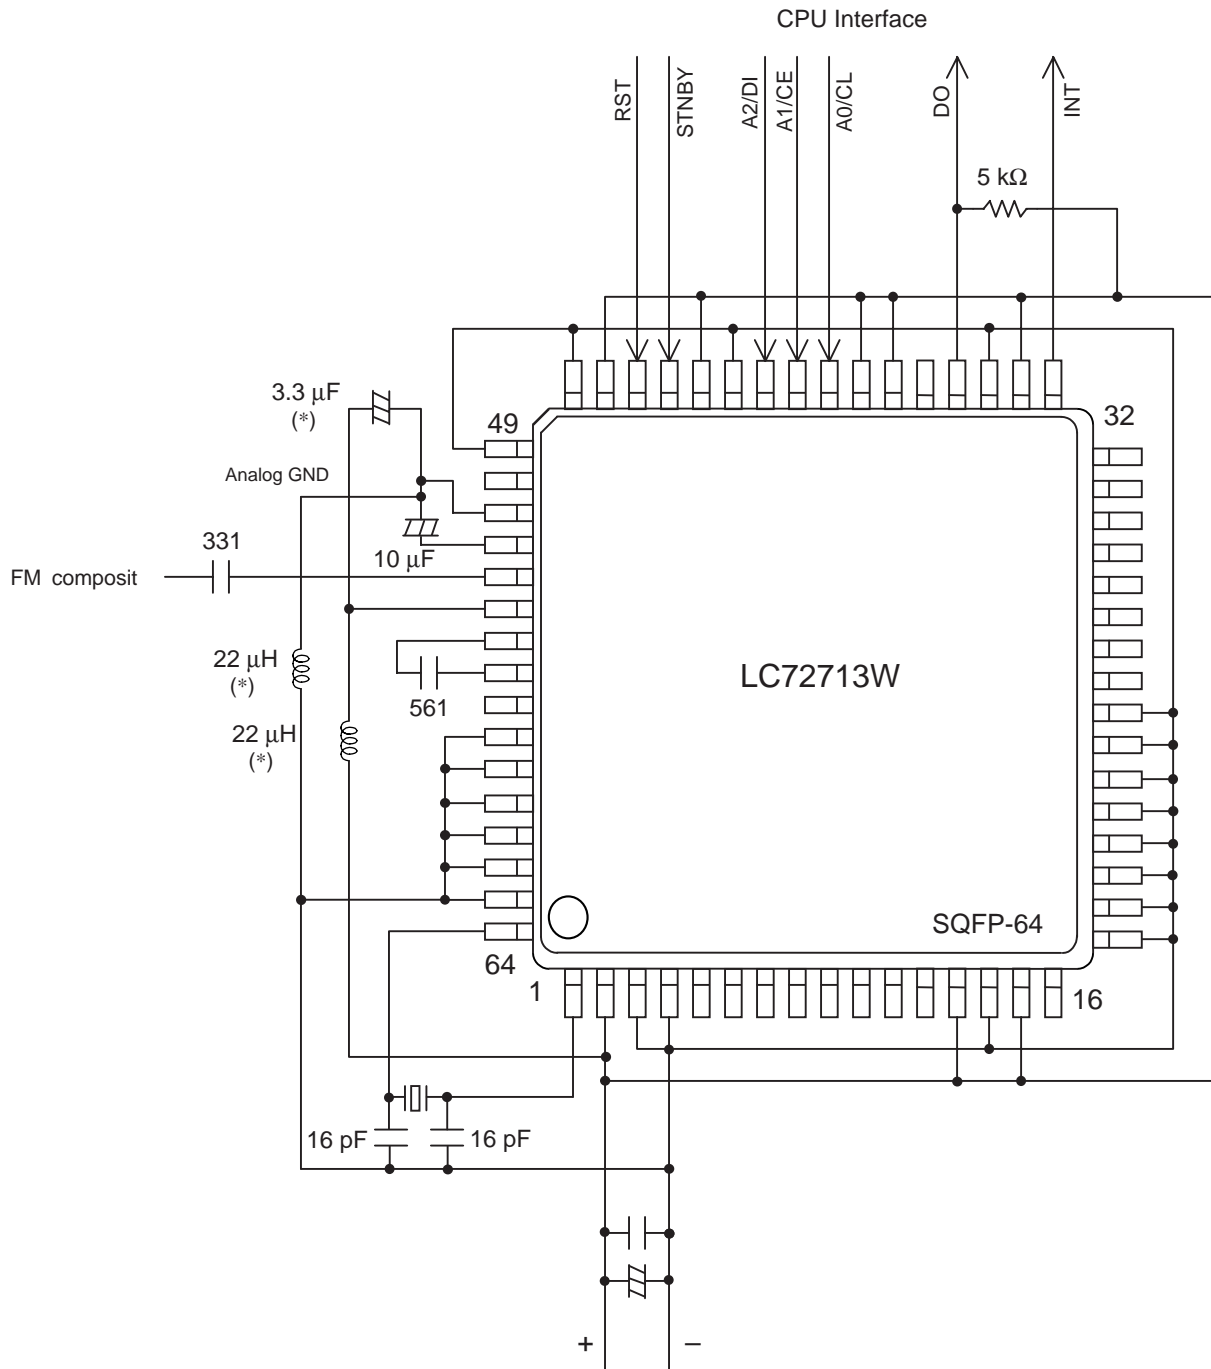 CPU Interface
RST
STNBY
A2/DI
A1/CE
A0/CL
DO
INT
5 kΩ
3.3 μF
(*)
49
32
Analog GND
331
10 μF
FM composit
22 μH
(*)
561
LC72713W
22 μH
(*)
SQFP-64
64
1
16
16 pF
16 pF
+
–